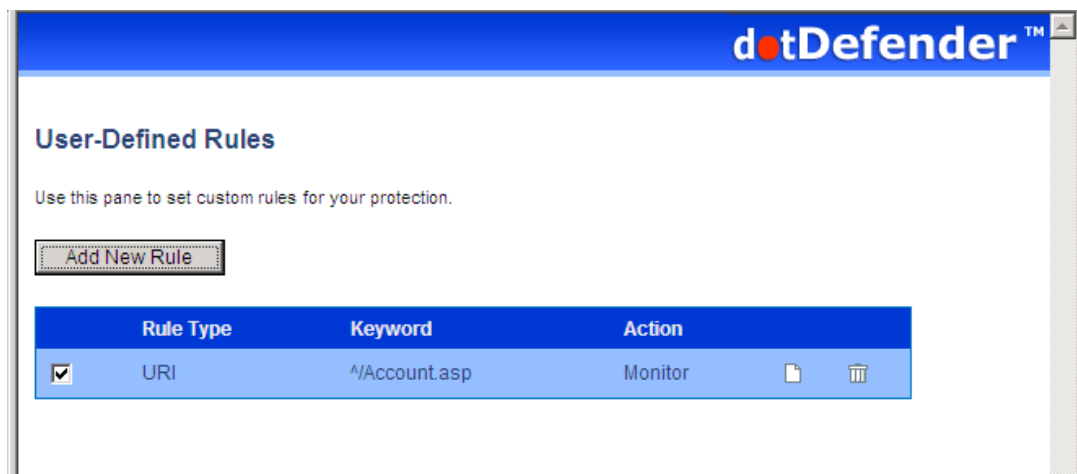 dotDefender™
User-Defined Rules
Use this pane to set custom rules for your protection.
Add New Rule
Rule Type Keyword Action
URI ^/Account.asp Monitor